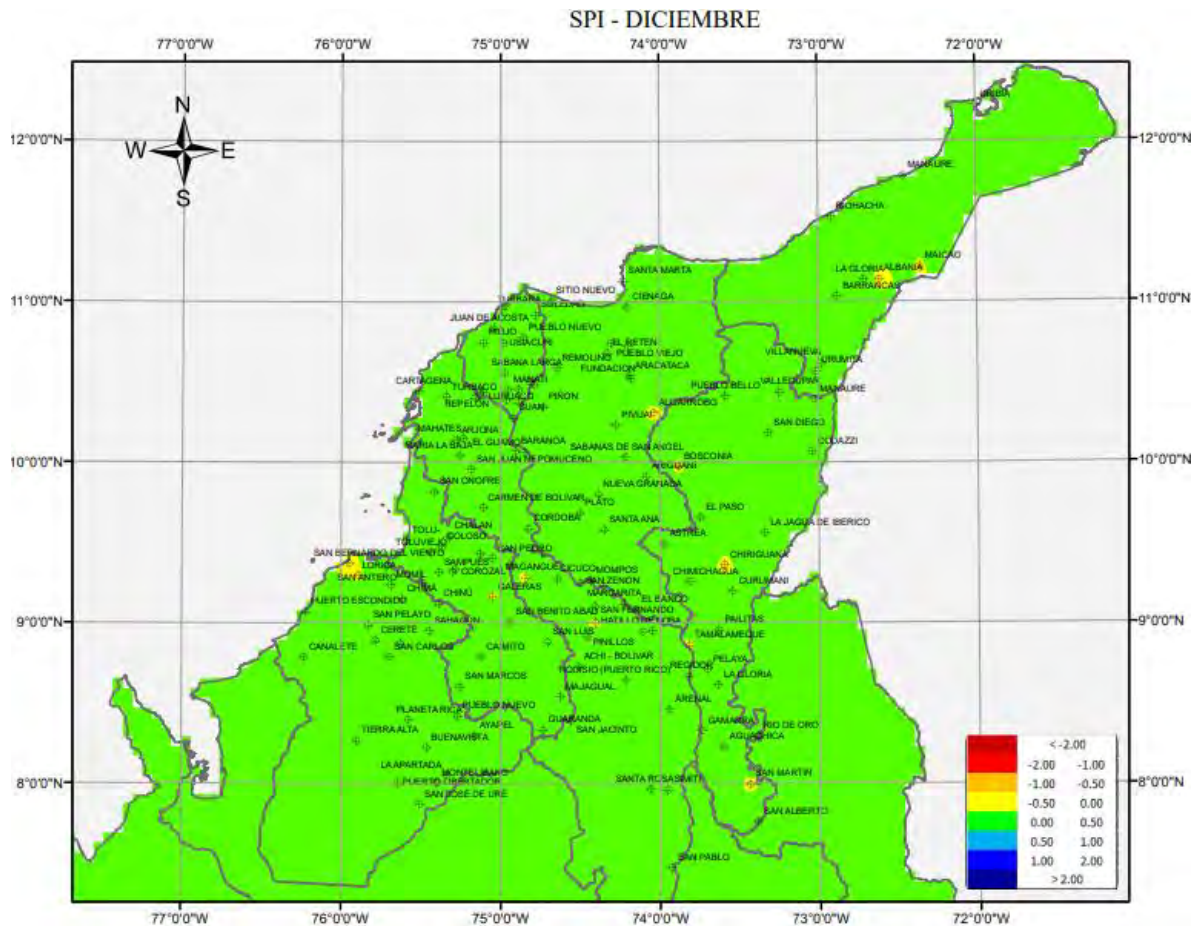 SPI - DICIEMBRE
77°0'0"W 76°0'0"W 75°0'0"W 74°0'0"W 73°0'0"W 72°0'0"W
N
W E
S
12°0'0"N 12°0'0"N
MANAURE
MAICAO
LA GLORIA ALBANIA
BARRANCAS
SANTA MARTA
11°0'0"N 11°0'0"N
SITIO NUEVO
CIENAGA
JUAN DE ACOSTA
PUEBLO NUEVO
USIACURI
EL RETEN
PUEBLO VIEJO
VILLANUEVA
URUMITA
SABANA LARGA
REMOLINO
FUNDACION
ARACATACA
CARTAGENA
TURBACO
MANATI
PUEBLO BELLO
VALLEDUPAR
MANAURE
REPELON
PIÑON
ALGARROBO
PIVIJAI
SAN DIEGO
MAHATES
ARJONA
MARIA LA BAJA
EL GUAMO
BARANOA
SABANAS DE SAN ANGEL
CODAZZI
10°0'0"N 10°0'0"N
SAN JUAN NEPOMUCENO
BOSCONIA
ARIGUANI
SAN ONOFRE
NUEVA GRANADA
CARMEN DE BOLIVAR
PLATO
EL PASO
CORDOBA
SANTA ANA
LA JAGUA DE IBERICO
TOLU
CHALAN
ASTREA
TOLUVIEJO
COLOSO
SAN BERNARDO DEL VIENTO
SAN PEDRO
CHIRIGUANA
LORICA
SAMPUES
COROZAL
MAGANGUE
CICUCO
MOMPOS
CHIMICHAGUA
SAN ANTERO
MOMIL
SAN ZENON
CURUMANI
CHIMA
CHINÚ
GALERAS
MARGARITA
EL BANCO
PUERTO ESCONDIDO
SAN BENITO ABAD
SAN FERNANDO
9°0'0"N 9°0'0"N
SAN PELAYO
SAHAGUN
PAILITAS
CERETÉ
SAN LUIS
TAMALAMEQUE
CANALETE
SAN CARLOS
CAIMITO
PINILLOS
ACHI - BOLIVAR
PELAYA
REGIDOR
LA GLORIA
SAN MARCOS
MAJAGUAL
ARENAL
PLANETA RICA
PUEBLO NUEVO
TIERRA ALTA
AYAPEL
GUARANDA
GAMARRA
RIO DE ORO
BUENAVISTA
SAN JACINTO
AGUACHICA
LA APARTADA
8°0'0"N 8°0'0"N
SANTA ROSA
SIMITI
SAN MARTIN
SAN JOSÉ DE URE
SAN ALBERTO
SAN PABLO
< -2.00
-2.00 -1.00
-1.00 -0.50
-0.50 0.00
0.00 0.50
0.50 1.00
1.00 2.00
> 2.00
77°0'0"W 76°0'0"W 75°0'0"W 74°0'0"W 73°0'0"W 72°0'0"W